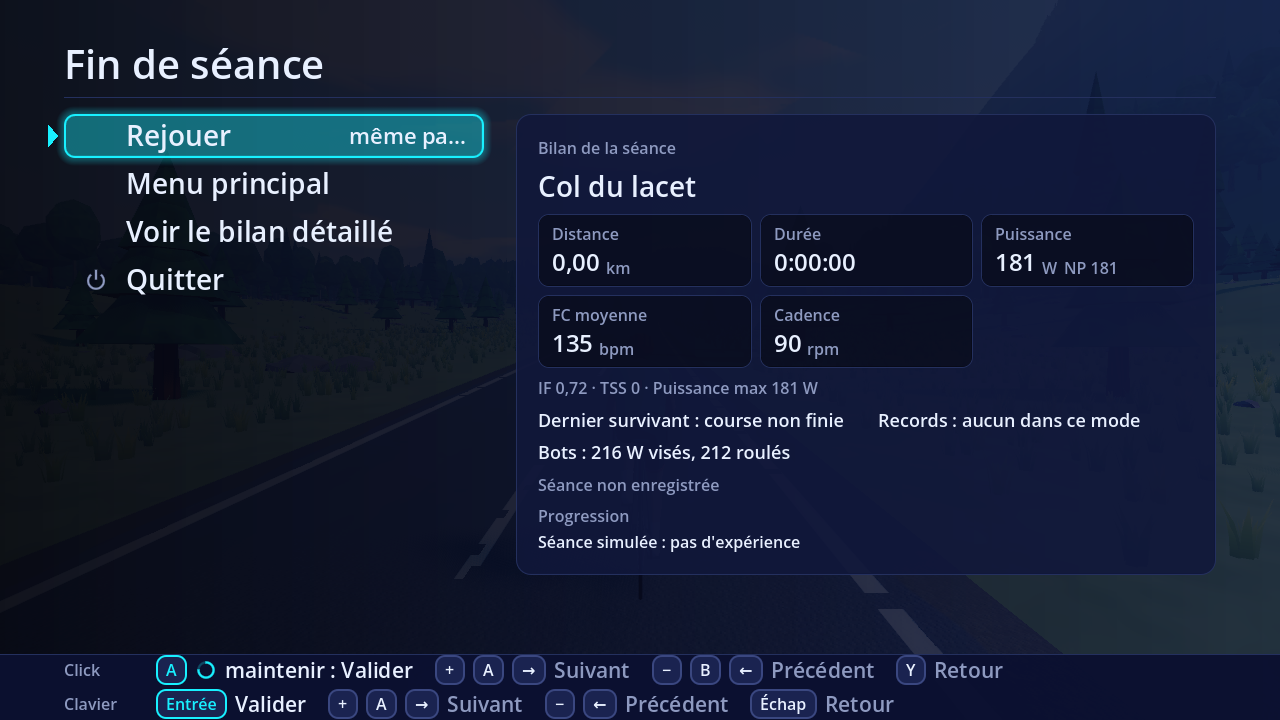 Fin de séance
Rejouer même pa...
Menu principal
Voir le bilan détaillé
Quitter
Bilan de la séance
Col du lacet
Distance
0,00 km
Durée
0:00:00
Puissance
181 W NP 181
FC moyenne
135 bpm
Cadence
90 rpm
IF 0,72 · TSS 0 · Puissance max 181 W
Dernier survivant : course non finie Records : aucun dans ce mode
Bots : 216 W visés, 212 roulés
Séance non enregistrée
Progression
Séance simulée : pas d'expérience
Click A maintenir : Valider + A → Suivant − B ← Précédent Y Retour
Clavier Entrée Valider + A → Suivant − ← Précédent Échap Retour